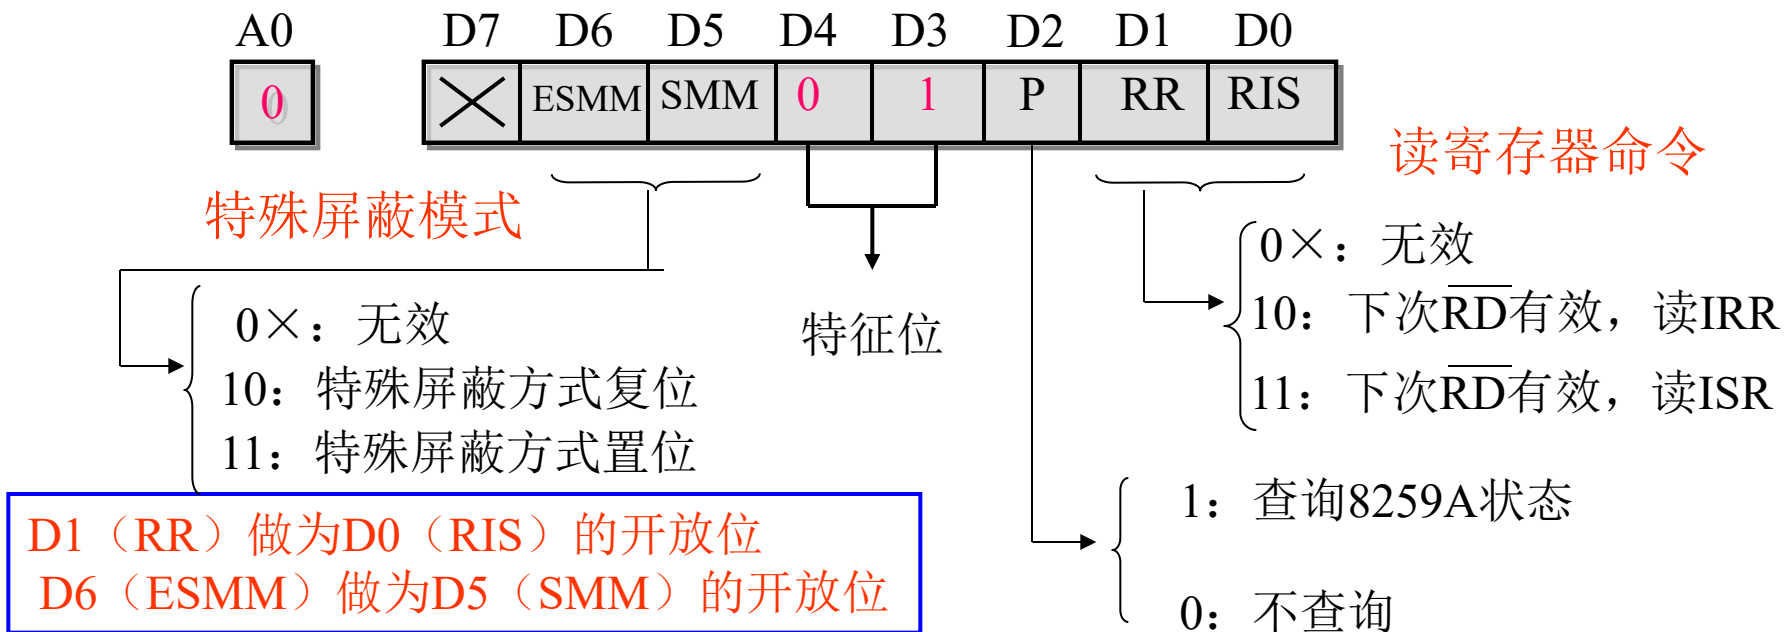 A0 D7 D6 D5 D4 D3 D2 D1 D0
0 ESMM SMM 0 1 P RR RIS
读寄存器命令
特殊屏蔽模式
0×：无效
10：下次RD有效，读IRR
11：下次RD有效，读ISR
特征位
0×：无效
10：特殊屏蔽方式复位
11：特殊屏蔽方式置位
1：查询8259A状态
0：不查询
D1（RR）做为D0（RIS）的开放位
D6（ESMM）做为D5（SMM）的开放位